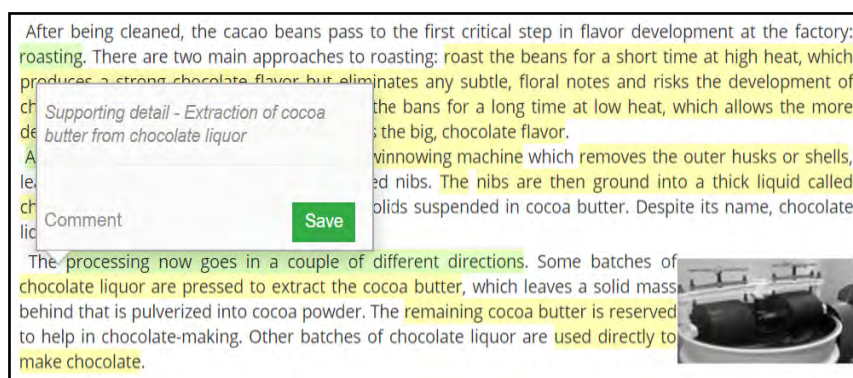 After being cleaned, the cacao beans pass to the first critical step in flavor development at the factory:
roasting. There are two main approaches to roasting: roast the beans for a short time at high heat, which
produces a strong chocolate flavor but eliminates any subtle, floral notes and risks the development of
the bans for a long time at low heat, which allows the more
the big, chocolate flavor.
winnowing machine which removes the outer husks or shells,
nibs. The nibs are then ground into a thick liquid called
suspended in cocoa butter. Despite its name, chocolate
Supporting detail - Extraction of cocoa
butter from chocolate liquor
Comment
Save
The processing now goes in a couple of different directions. Some batches of
chocolate liquor are pressed to extract the cocoa butter, which leaves a solid mass
behind that is pulverized into cocoa powder. The remaining cocoa butter is reserved
to help in chocolate-making. Other batches of chocolate liquor are used directly to
make chocolate.